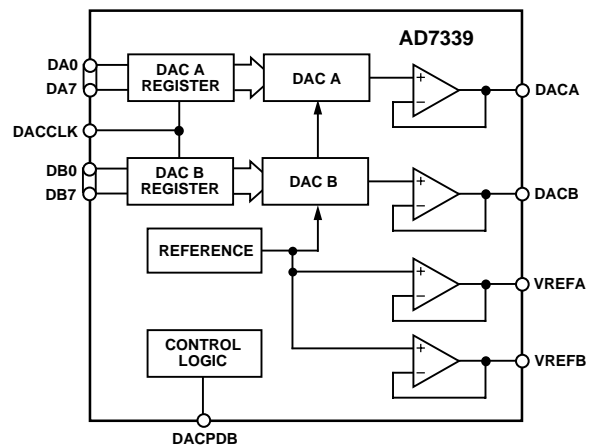 AD7339
DA0
DA7
DAC A
REGISTER
DAC A
+
–
DACA
DACCLK
DB0
DB7
DAC B
REGISTER
DAC B
+
–
DACB
REFERENCE
+
–
VREFA
CONTROL
LOGIC
+
–
VREFB
DACPDB